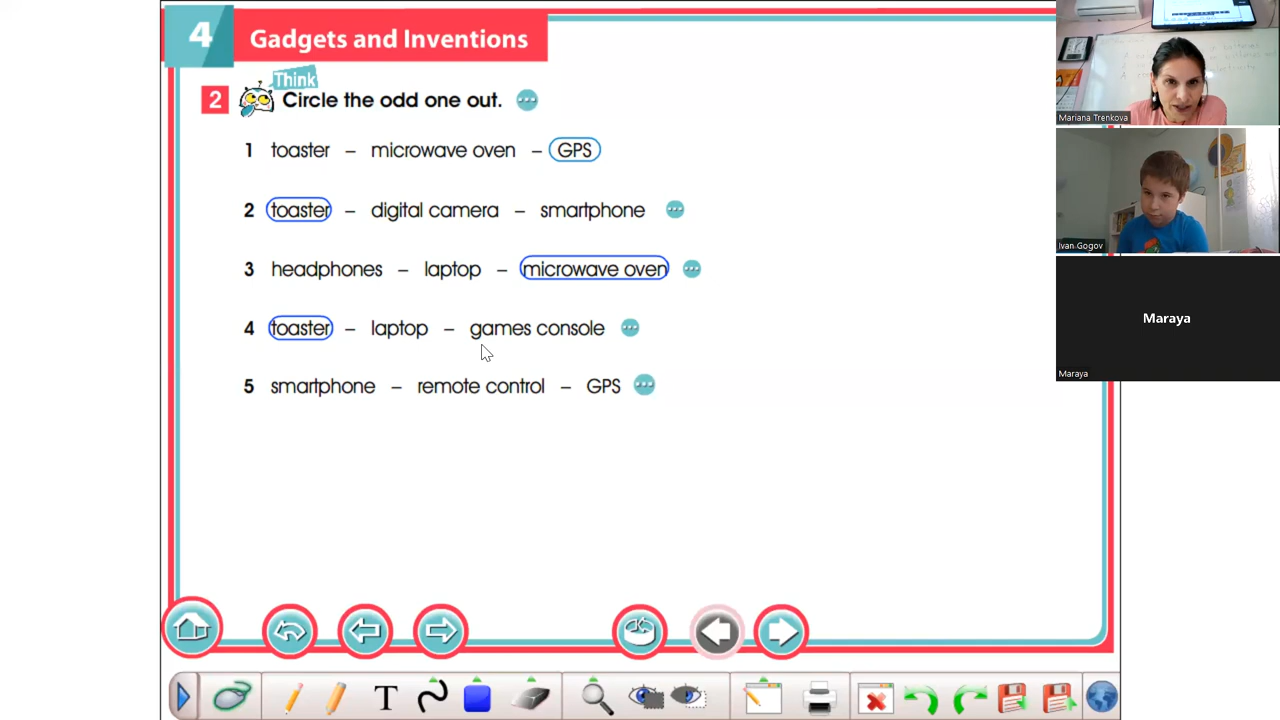 4 Gadgets and Inventions
Think
2 Circle the odd one out.
1 toaster – microwave oven – GPS
2 toaster – digital camera – smartphone
3 headphones – laptop – microwave oven
4 toaster – laptop – games console
5 smartphone – remote control – GPS
T
Mariana Trenkova
Ivan Gogov
Maraya
Maraya